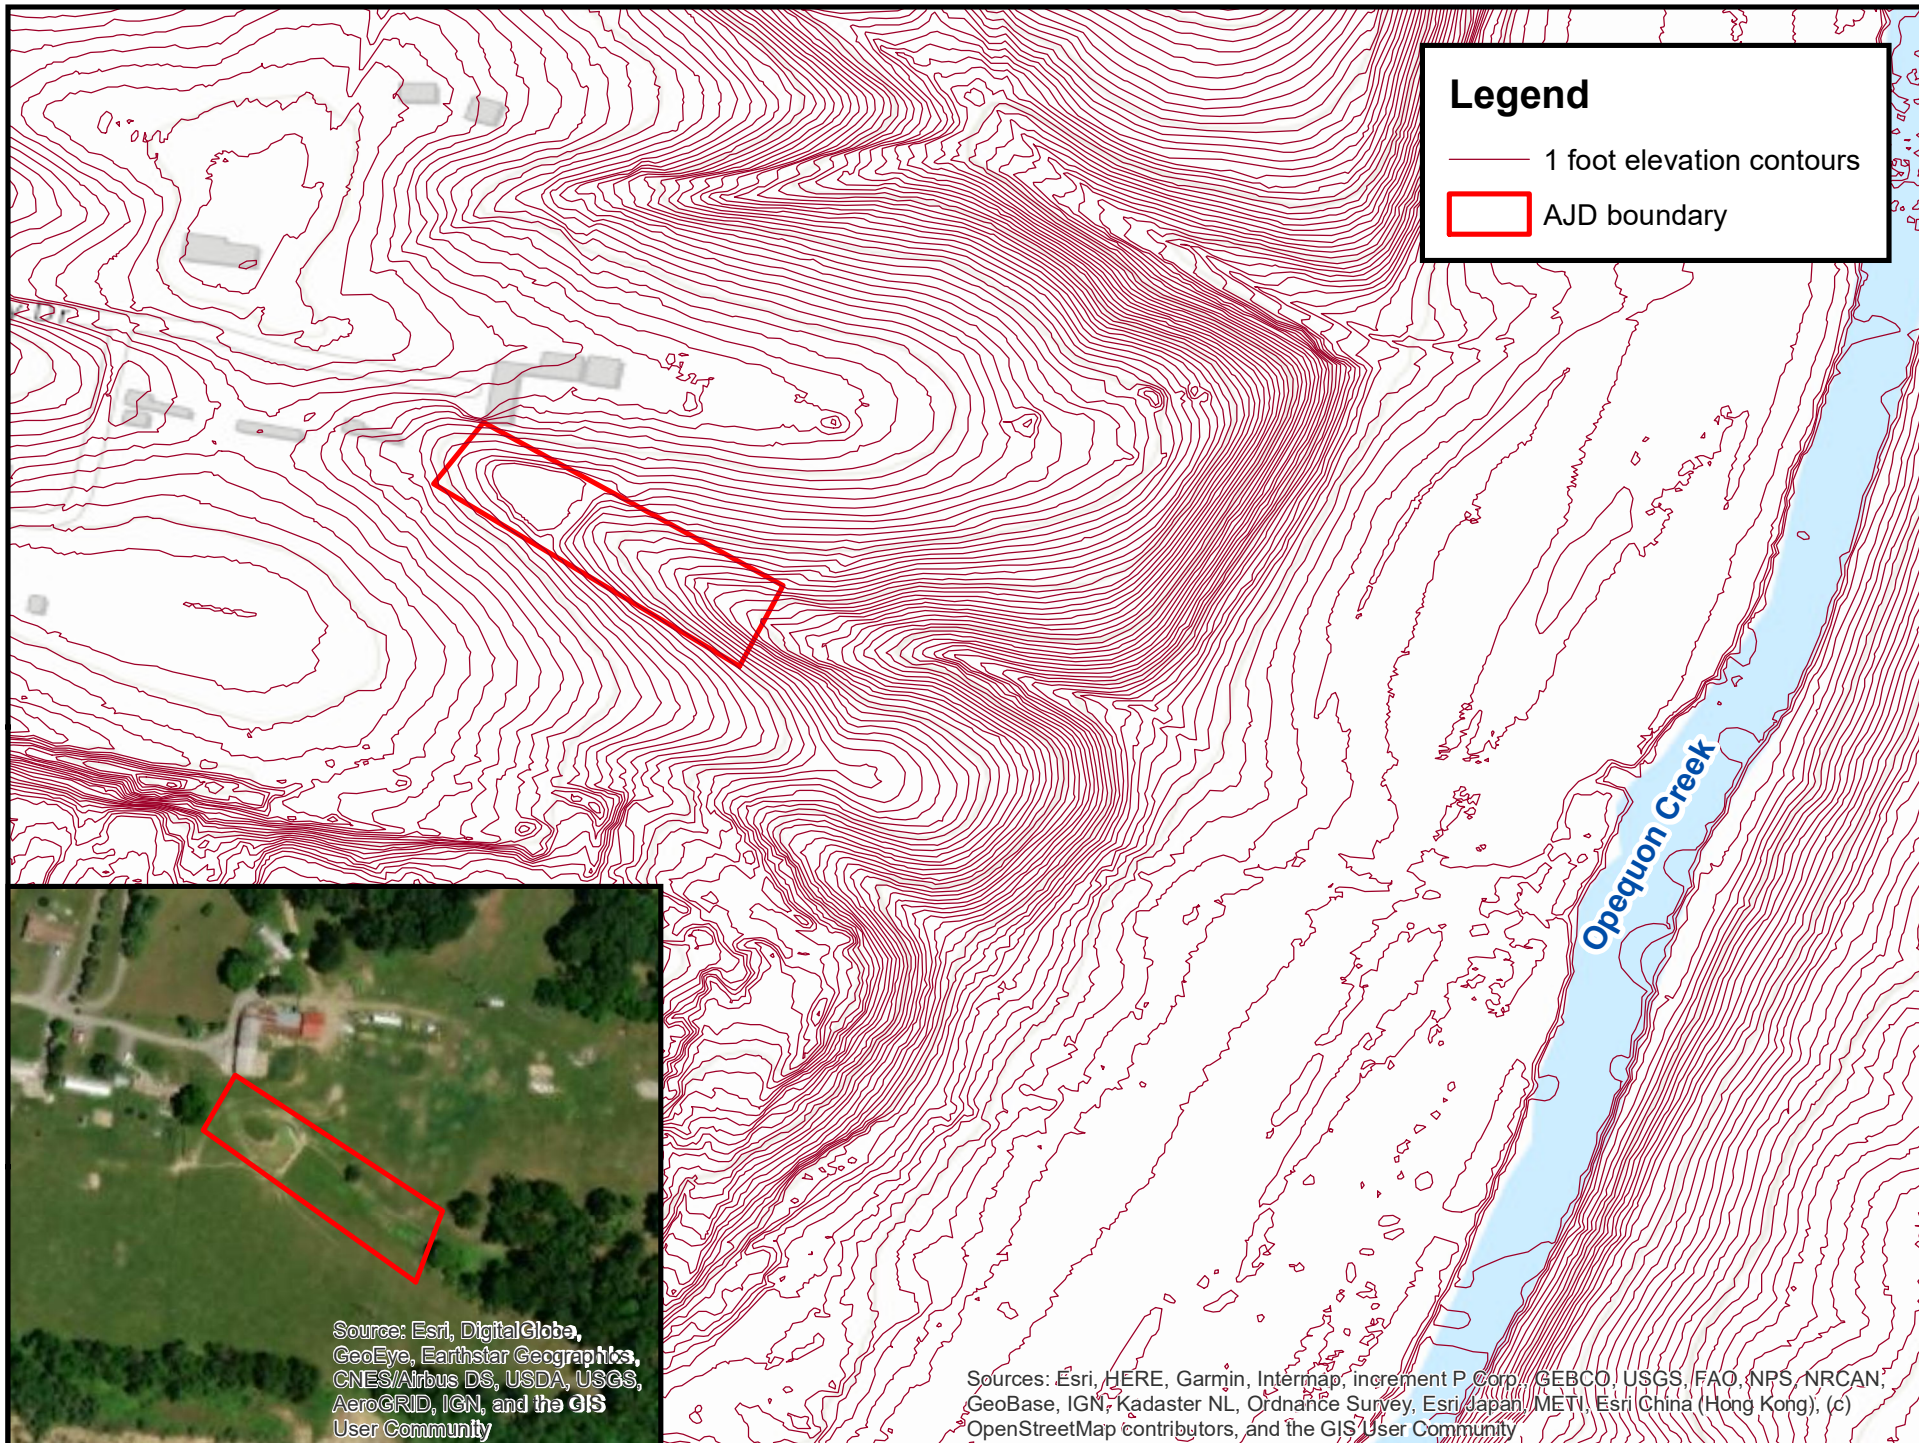 Legend
1 foot elevation contours
AJD boundary
Dr
Opequon Creek
Source: Esri, DigitalGlobe,
GeoEye, Earthstar Geographics,
CNES/Airbus DS, USDA, USGS,
AeroGRID, IGN, and the GIS
User Community
Sources: Esri, HERE, Garmin, Intermap, increment P Corp., GEBCO, USGS, FAO, NPS, NRCAN,
GeoBase, IGN, Kadaster NL, Ordnance Survey, Esri Japan, METI, Esri China (Hong Kong), (c)
OpenStreetMap contributors, and the GIS User Community